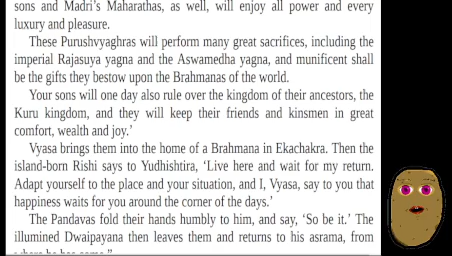 sons and Madri’s Maharathas, as well, will enjoy all power and every
luxury and pleasure.
These Purushvyaghras will perform many great sacrifices, including the
imperial Rajasuya yagna and the Aswamedha yagna, and munificent shall
be the gifts they bestow upon the Brahmanas of the world.
Your sons will one day also rule over the kingdom of their ancestors, the
Kuru kingdom, and they will keep their friends and kinsmen in great
comfort, wealth and joy.’
Vyasa brings them into the home of a Brahmana in Ekachakra. Then the
island-born Rishi says to Yudhishtira, ‘Live here and wait for my return.
Adapt yourself to the place and your situation, and I, Vyasa, say to you that
happiness waits for you around the corner of the days.’
The Pandavas fold their hands humbly to him, and say, ‘So be it.’ The
illumined Dwaipayana then leaves them and returns to his asrama, from